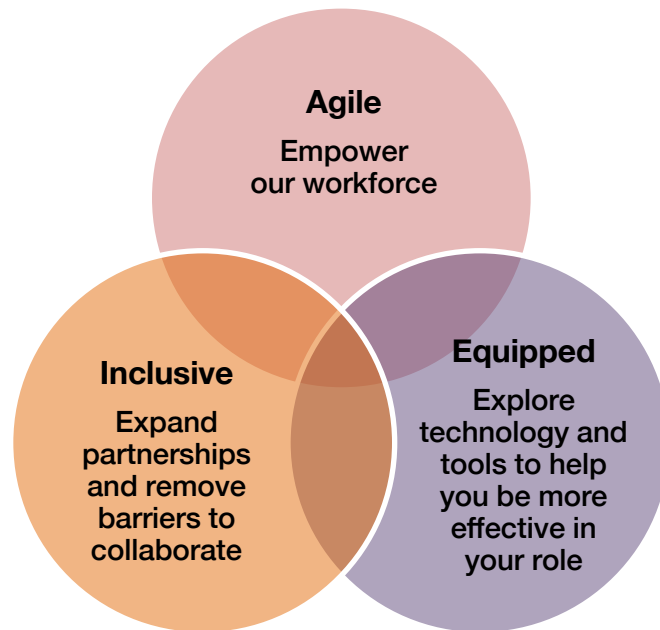 Agile
Empower
our workforce
Inclusive
Expand
partnerships
and remove
barriers to
collaborate
Equipped
Explore
technology and
tools to help
you be more
effective in
your role